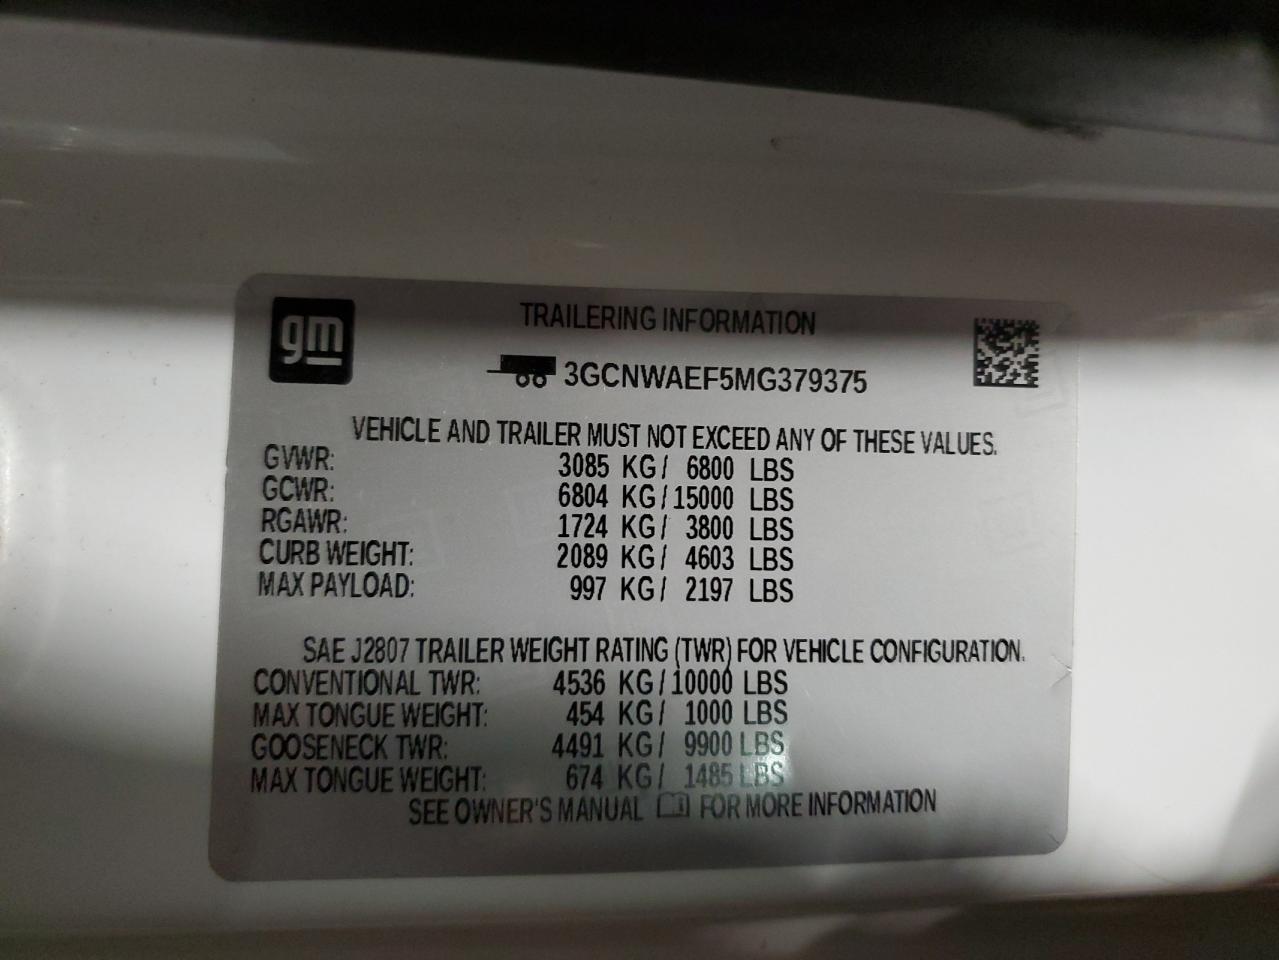 gm
TRAILERING INFORMATION
3GCNWAEF5MG379375
VEHICLE AND TRAILER MUST NOT EXCEED ANY OF THESE VALUES.
GVWR: 3085 KG/ 6800 LBS
GCWR: 6804 KG/15000 LBS
RGAWR: 1724 KG/ 3800 LBS
CURB WEIGHT: 2089 KG/ 4603 LBS
MAX PAYLOAD: 997 KG/ 2197 LBS
SAE J2807 TRAILER WEIGHT RATING (TWR) FOR VEHICLE CONFIGURATION.
CONVENTIONAL TWR: 4536 KG/10000 LBS
MAX TONGUE WEIGHT: 454 KG/ 1000 LBS
GOOSENECK TWR: 4491 KG/ 9900 LBS
MAX TONGUE WEIGHT: 674 KG/ 1485 LBS
SEE OWNER'S MANUAL FOR MORE INFORMATION